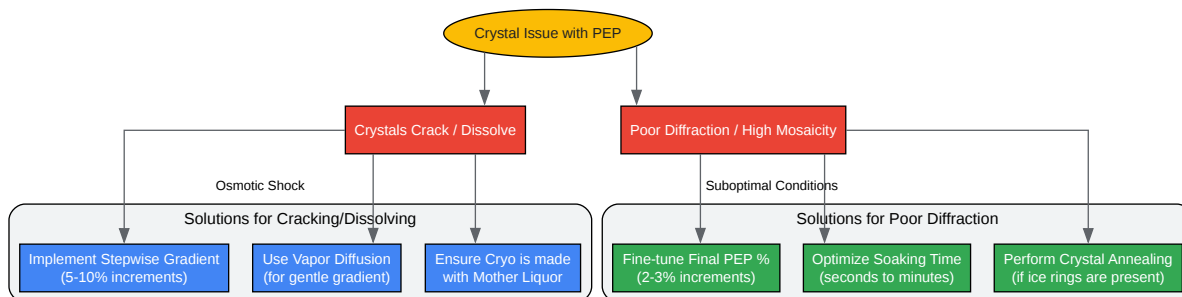 Crystal Issue with PEP
Crystals Crack / Dissolve
Poor Diffraction / High Mosaicity
Osmotic Shock
Suboptimal Conditions
Solutions for Cracking/Dissolving
Solutions for Poor Diffraction
Implement Stepwise Gradient
(5-10% increments)
Use Vapor Diffusion
(for gentle gradient)
Ensure Cryo is made
with Mother Liquor
Fine-tune Final PEP %
(2-3% increments)
Optimize Soaking Time
(seconds to minutes)
Perform Crystal Annealing
(if ice rings are present)